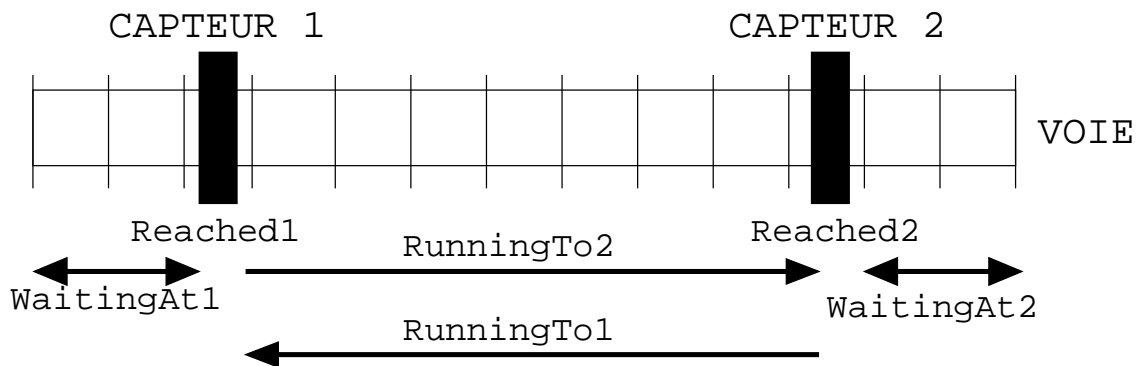 CAPTEUR 1
CAPTEUR 2
VOIE
Reached1
RunningTo2
Reached2
WaitingAt1
WaitingAt2
RunningTo1